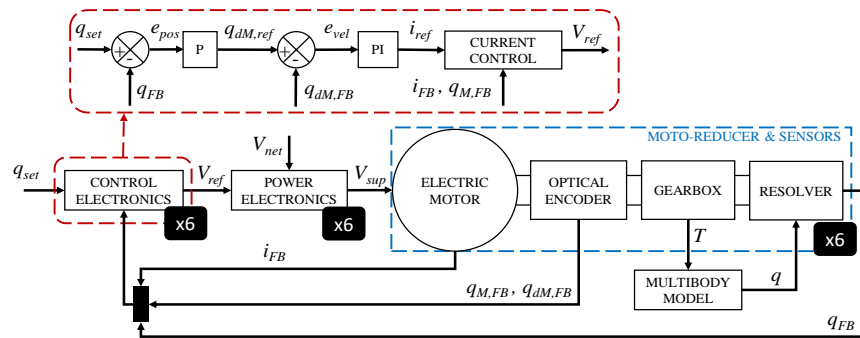 q_set
+
-
e_pos
P
q_dM,ref
+
-
e_vel
PI
i_ref
CURRENT
CONTROL
V_ref
q_FB
q_dM,FB
i_FB, q_M,FB
MOTO-REDUCER & SENSORS
q_set
CONTROL
ELECTRONICS
x6
V_ref
V_net
POWER
ELECTRONICS
x6
V_sup
ELECTRIC
MOTOR
OPTICAL
ENCODER
GEARBOX
RESOLVER
x6
T
i_FB
q_M,FB, q_dM,FB
MULTIBODY
MODEL
q
q_FB